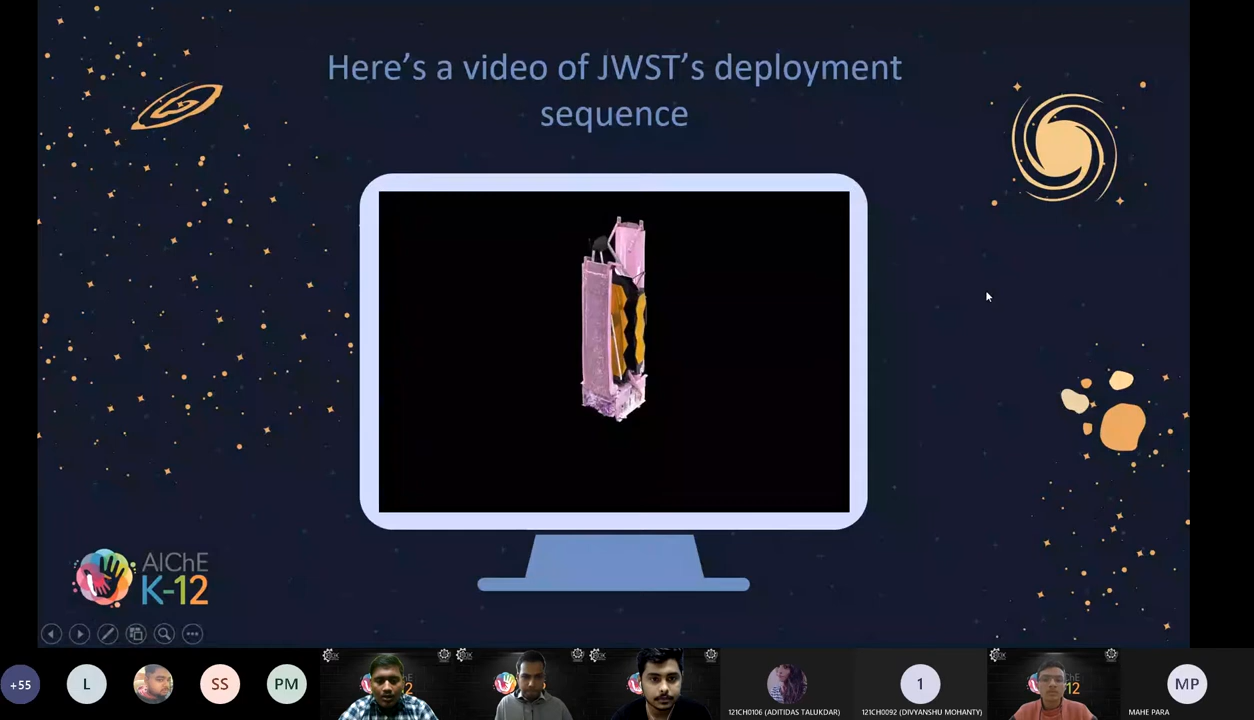 Here's a video of JWST's deployment
sequence
AIChE
K-12
+55
L
SS
PM
121CH0106 (ADITIDAS TALUKDAR)
1
121CH0092 (DIVYANSHU MOHANTY)
12
MP
MAHE PARA